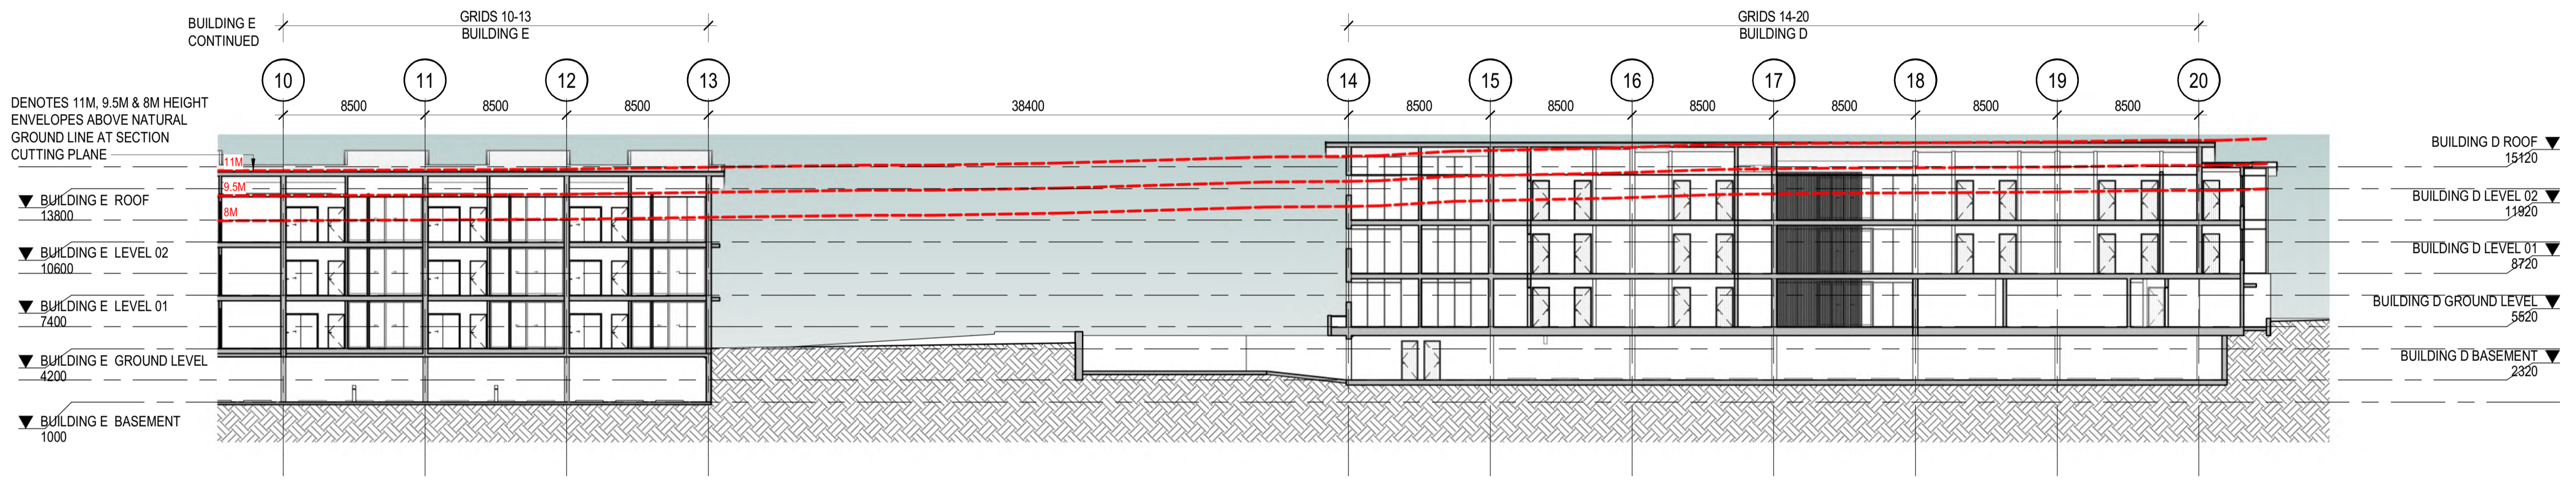 BUILDING E
CONTINUED
GRIDS 10-13
BUILDING E
GRIDS 14-20
BUILDING D
10
11
12
13
14
15
16
17
18
19
20
8500
8500
8500
38400
8500
8500
8500
8500
8500
8500
DENOTES 11M, 9.5M & 8M HEIGHT
ENVELOPES ABOVE NATURAL
GROUND LINE AT SECTION
CUTTING PLANE
11M
9.5M
8M
BUILDING E ROOF
13800
BUILDING E LEVEL 02
10600
BUILDING E LEVEL 01
7400
BUILDING E GROUND LEVEL
4200
BUILDING E BASEMENT
1000
BUILDING D ROOF
15120
BUILDING D LEVEL 02
11920
BUILDING D LEVEL 01
8720
BUILDING D GROUND LEVEL
5520
BUILDING D BASEMENT
2320